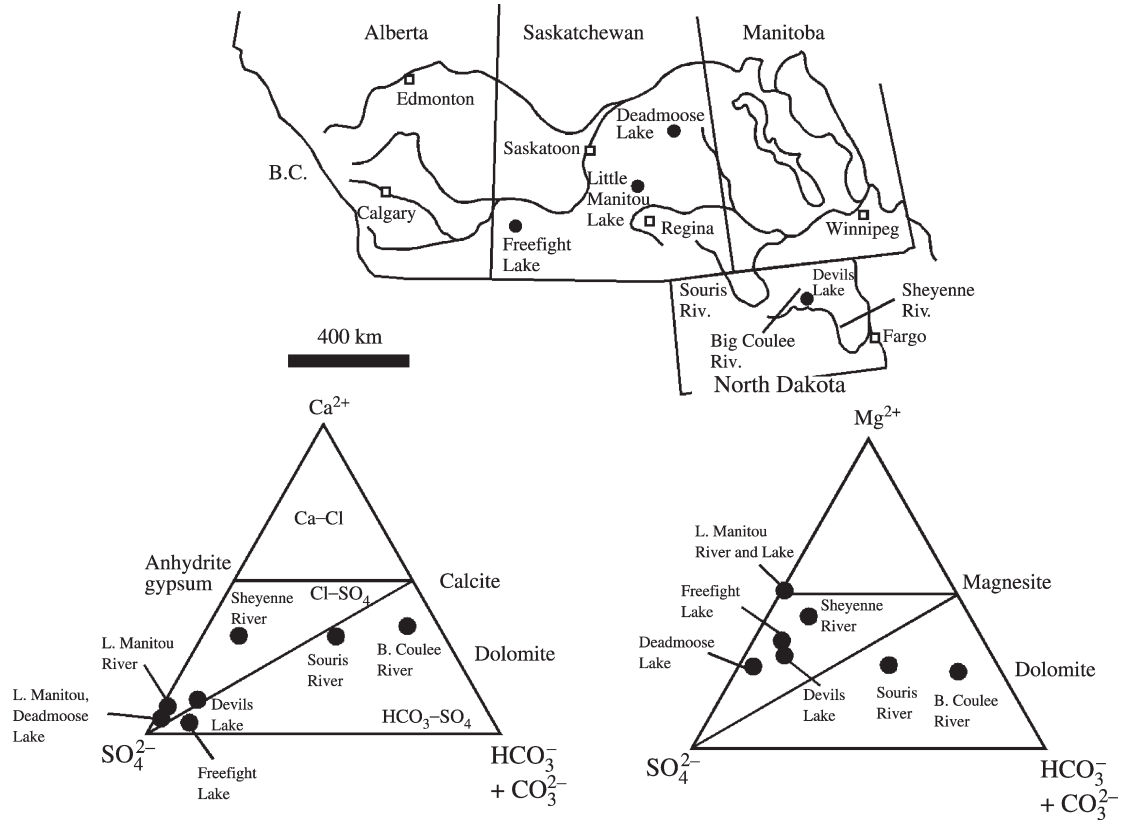 Alberta
Saskatchewan
Manitoba
Edmonton
Deadmoose
Lake
Saskatoon
B.C.
Little
Manitou
Lake
Calgary
Regina
Winnipeg
Freefight
Lake
Souris
Riv.
Devils
Lake
Sheyenne
Riv.
Big Coulee
Riv.
Fargo
North Dakota
400 km
Ca2+
Ca–Cl
Anhydrite
gypsum
Calcite
Cl–SO4
Sheyenne
River
L. Manitou
River
Souris
River
B. Coulee
River
Dolomite
L. Manitou,
Deadmoose
Lake
Devils
Lake
HCO3–SO4
SO42–
HCO3–
+ CO32–
Freefight
Lake
Mg2+
L. Manitou
River and Lake
Magnesite
Freefight
Lake
Sheyenne
River
Deadmoose
Lake
Dolomite
Devils
Lake
Souris
River
B. Coulee
River
SO42–
HCO3–
+ CO32–